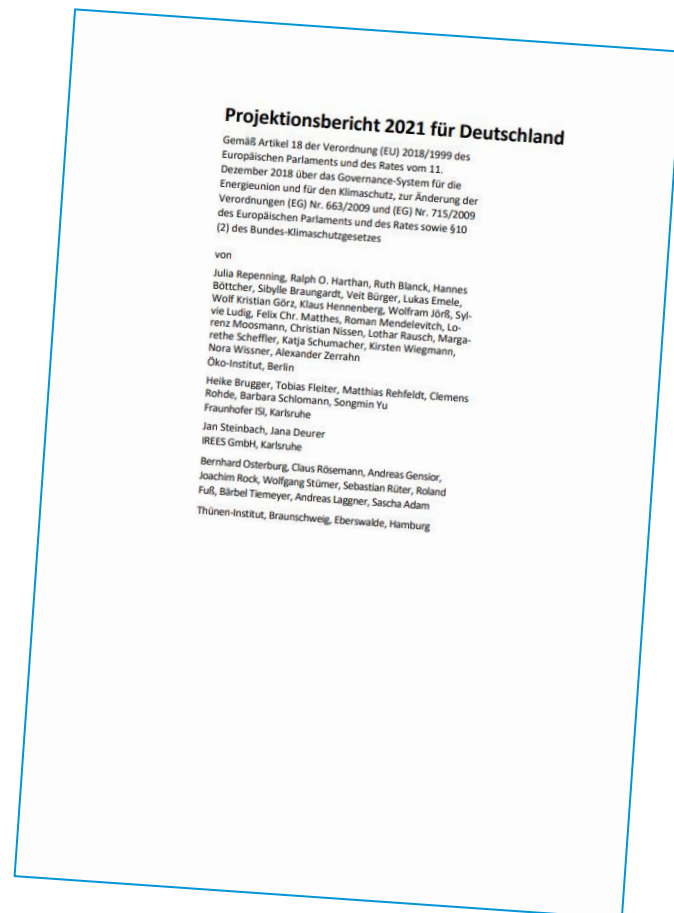 Projektionsbericht 2021 für Deutschland
Gemäß Artikel 18 der Verordnung (EU) 2018/1999 des
Europäischen Parlaments und des Rates vom 11.
Dezember 2018 über das Governance-System für die
Energieunion und für den Klimaschutz, zur Änderung der
Verordnungen (EG) Nr. 663/2009 und (EG) Nr. 715/2009
des Europäischen Parlaments und des Rates sowie §10
(2) des Bundes-Klimaschutzgesetzes
von
Julia Repenning, Ralph O. Harthan, Ruth Blanck, Hannes
Böttcher, Sibylle Braungardt, Veit Bürger, Lukas Emele,
Wolf Kristian Görz, Klaus Hennenberg, Wolfram Jörß, Syl-
vie Ludig, Felix Chr. Matthes, Roman Mendelevitch, Lo-
renz Moosmann, Christian Nissen, Lothar Rausch, Marga-
rethe Scheffler, Katja Schumacher, Kirsten Wiegmann,
Nora Wissner, Alexander Zerrahn
Öko-Institut, Berlin
Heike Brugger, Tobias Fleiter, Matthias Rehfeldt, Clemens
Rohde, Barbara Schlomann, Songmin Yu
Fraunhofer ISI, Karlsruhe
Jan Steinbach, Jana Deurer
IREES GmbH, Karlsruhe
Bernhard Osterburg, Claus Rösemann, Andreas Gensior,
Joachim Rock, Wolfgang Stümer, Sebastian Rüter, Roland
Fuß, Bärbel Tiemeyer, Andreas Laggner, Sascha Adam
Thünen-Institut, Braunschweig, Eberswalde, Hamburg